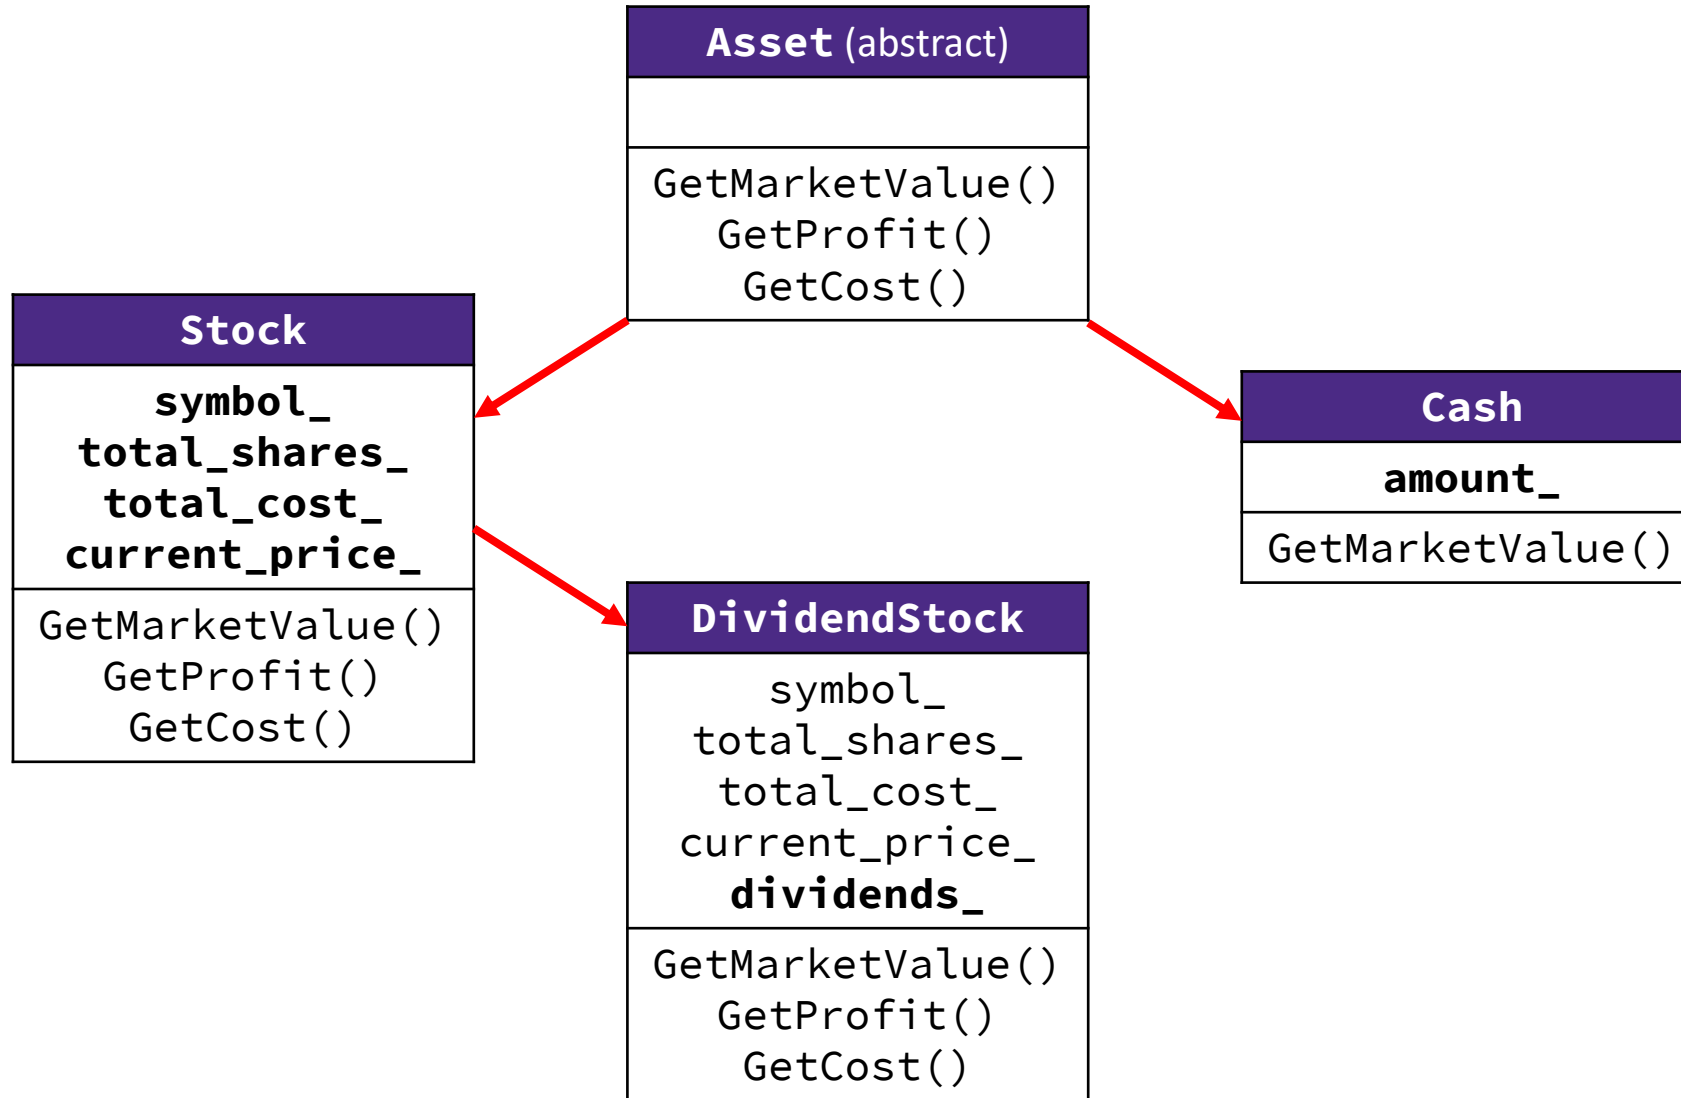 Asset (abstract)
GetMarketValue()
GetProfit()
GetCost()
Stock
symbol_
total_shares_
total_cost_
current_price_
GetMarketValue()
GetProfit()
GetCost()
Cash
amount_
GetMarketValue()
DividendStock
symbol_
total_shares_
total_cost_
current_price_
dividends_
GetMarketValue()
GetProfit()
GetCost()